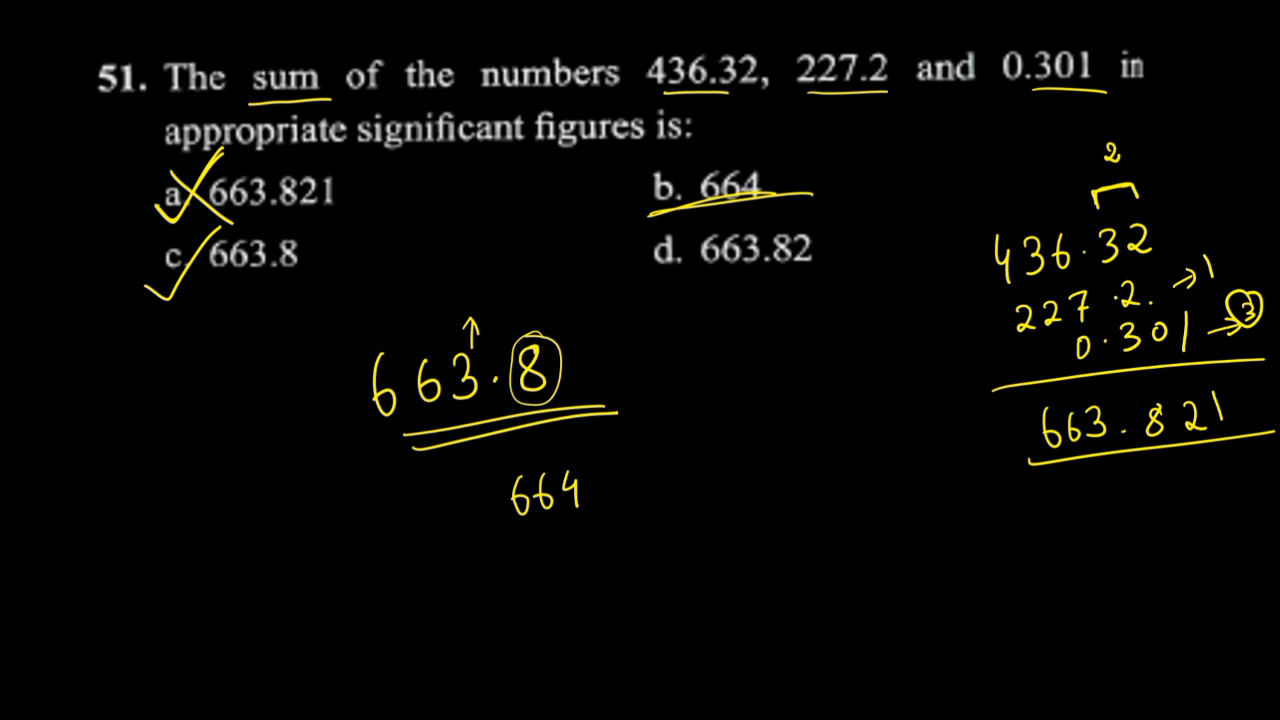 51. The sum of the numbers 436.32, 227.2 and 0.301 in
appropriate significant figures is:
a. 663.821
b. 664
c. 663.8
d. 663.82
2
436.32
227.2. → 1
0.301 → 3
663.821
663.8
664